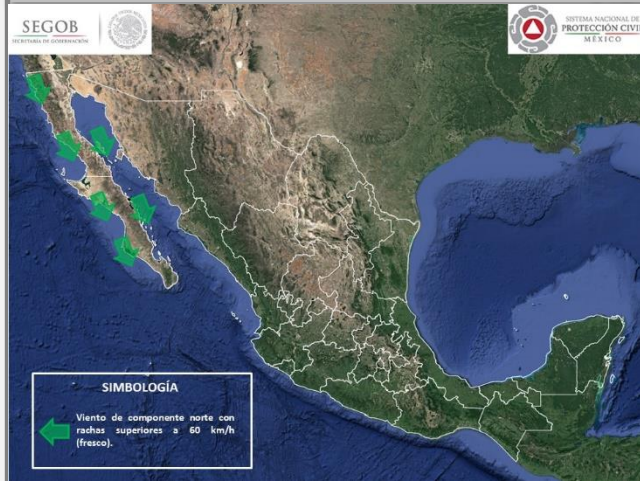 SEGOB
SECRETARÍA DE GOBERNACIÓN
SISTEMA NACIONAL DE
PROTECCIÓN CIVIL
MÉXICO
SIMBOLOGÍA
Viento de componente norte con
rachas superiores a 60 km/h
(fresco).